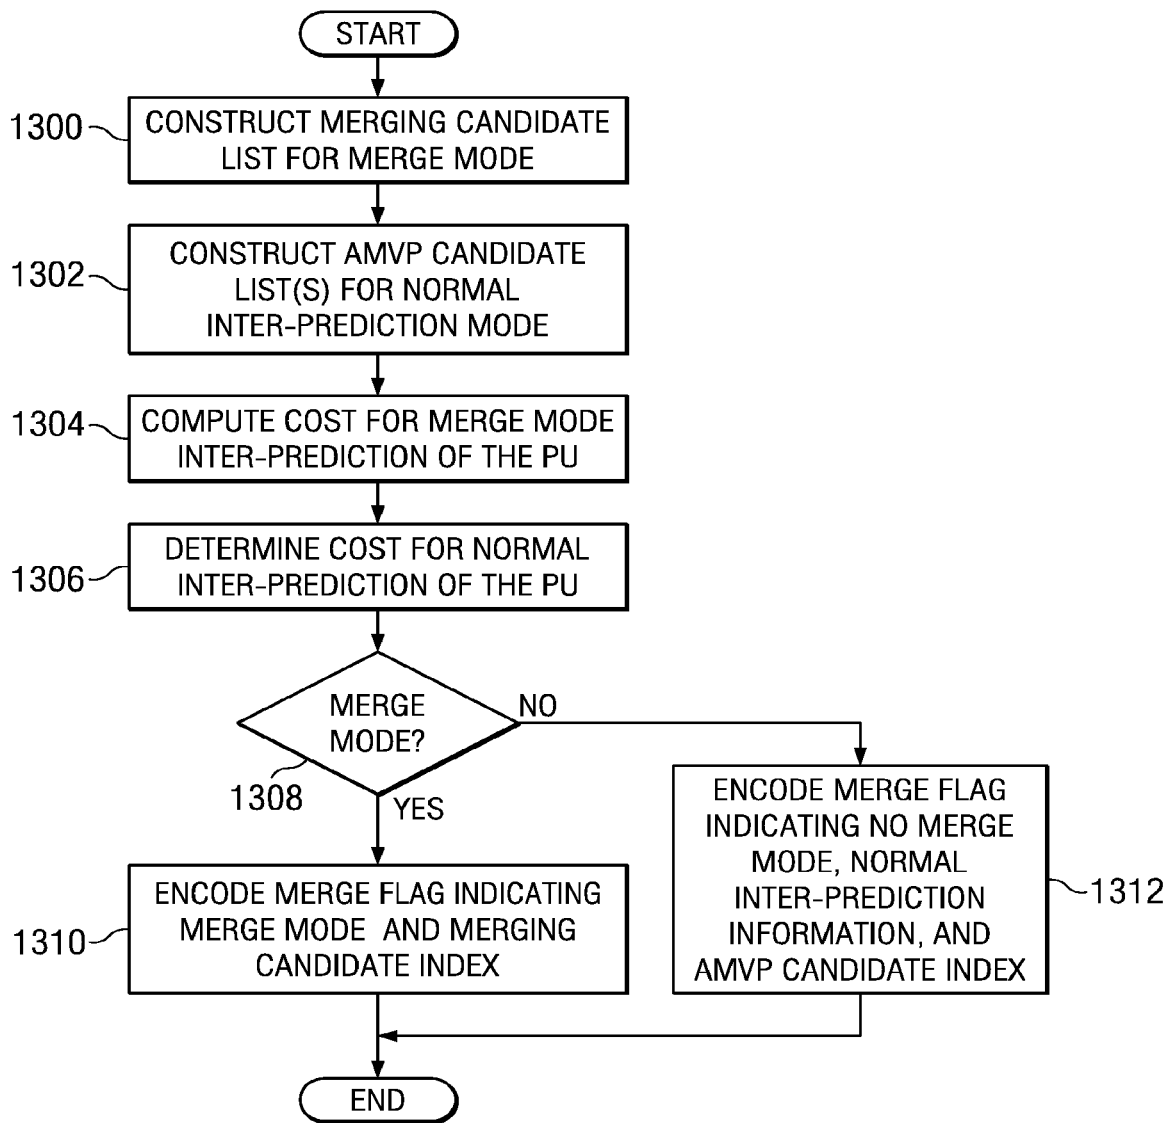 START
1300
CONSTRUCT MERGING CANDIDATE
LIST FOR MERGE MODE
1302
CONSTRUCT AMVP CANDIDATE
LIST(S) FOR NORMAL
INTER-PREDICTION MODE
1304
COMPUTE COST FOR MERGE MODE
INTER-PREDICTION OF THE PU
1306
DETERMINE COST FOR NORMAL
INTER-PREDICTION OF THE PU
MERGE
MODE?
NO
1308
YES
1310
ENCODE MERGE FLAG INDICATING
MERGE MODE AND MERGING
CANDIDATE INDEX
ENCODE MERGE FLAG
INDICATING NO MERGE
MODE, NORMAL
INTER-PREDICTION
INFORMATION, AND
AMVP CANDIDATE INDEX
1312
END